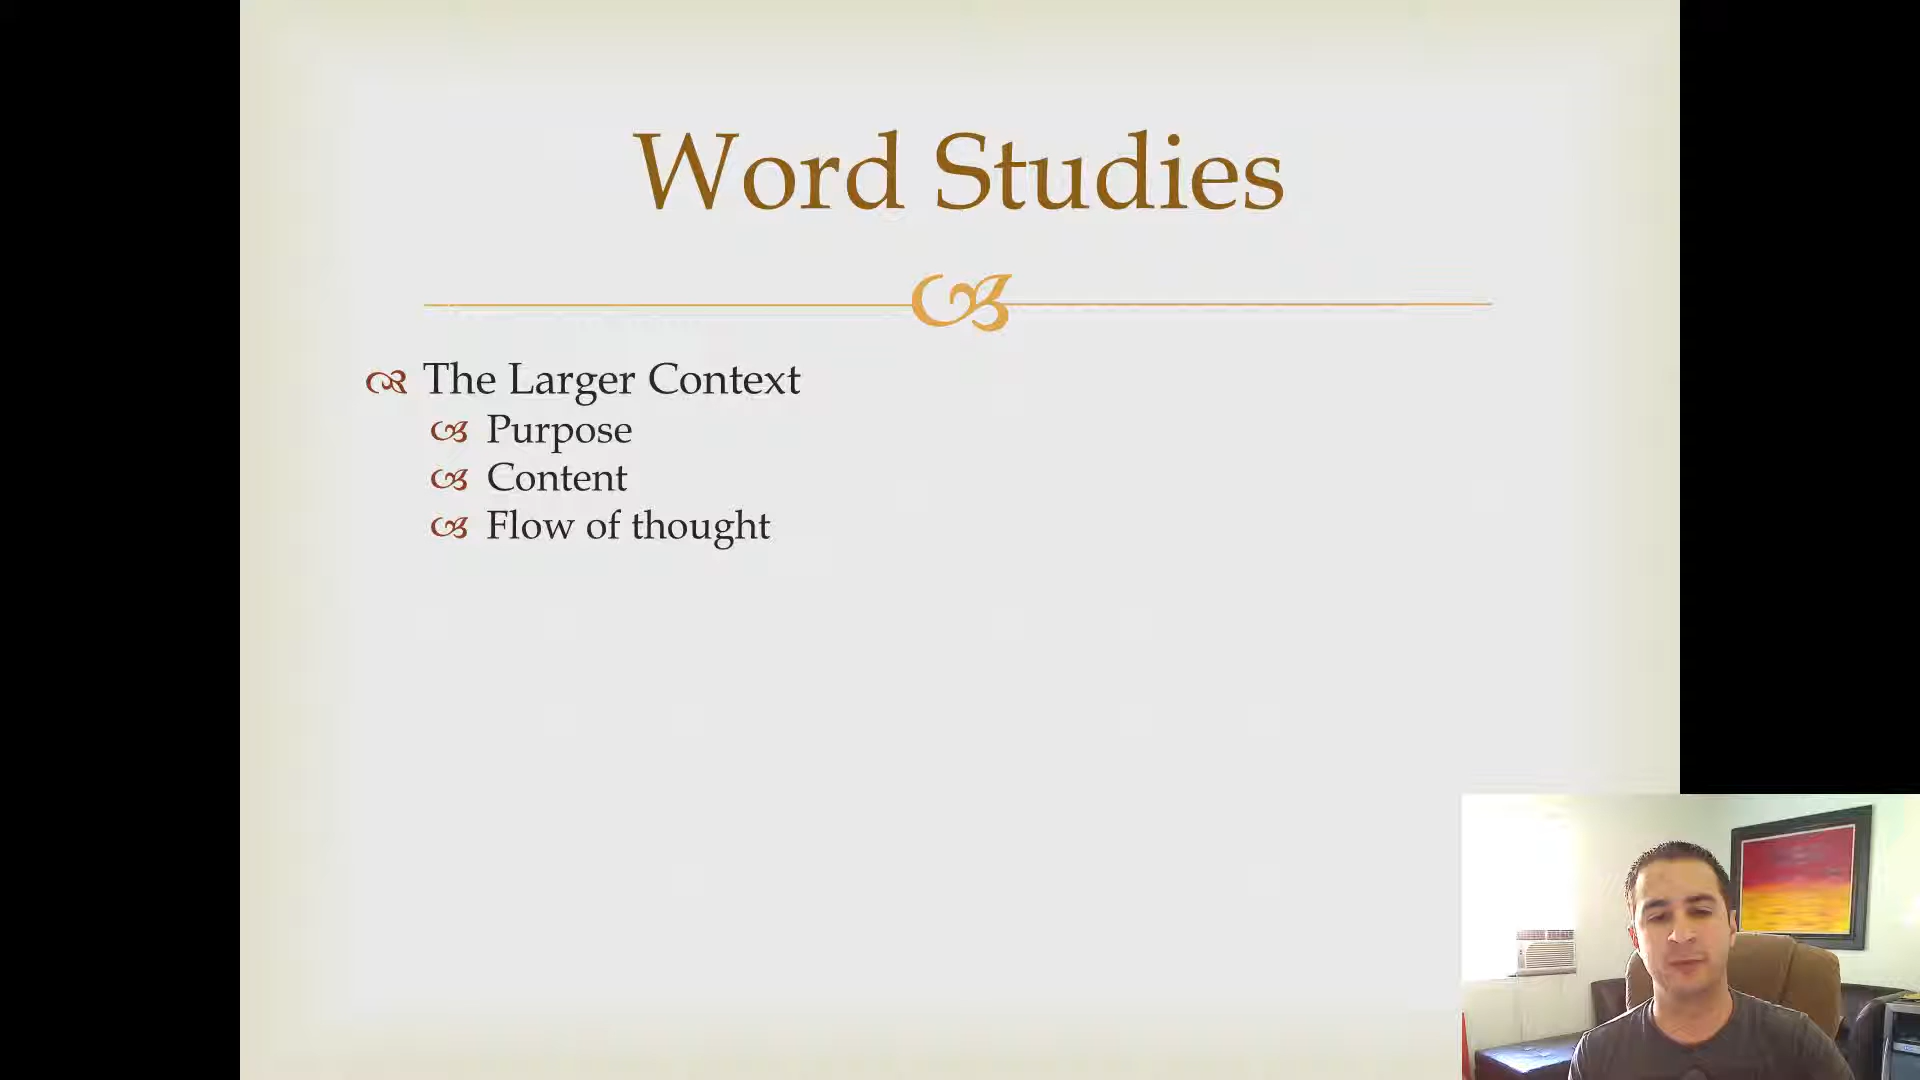 Word Studies
The Larger Context
Purpose
Content
Flow of thought